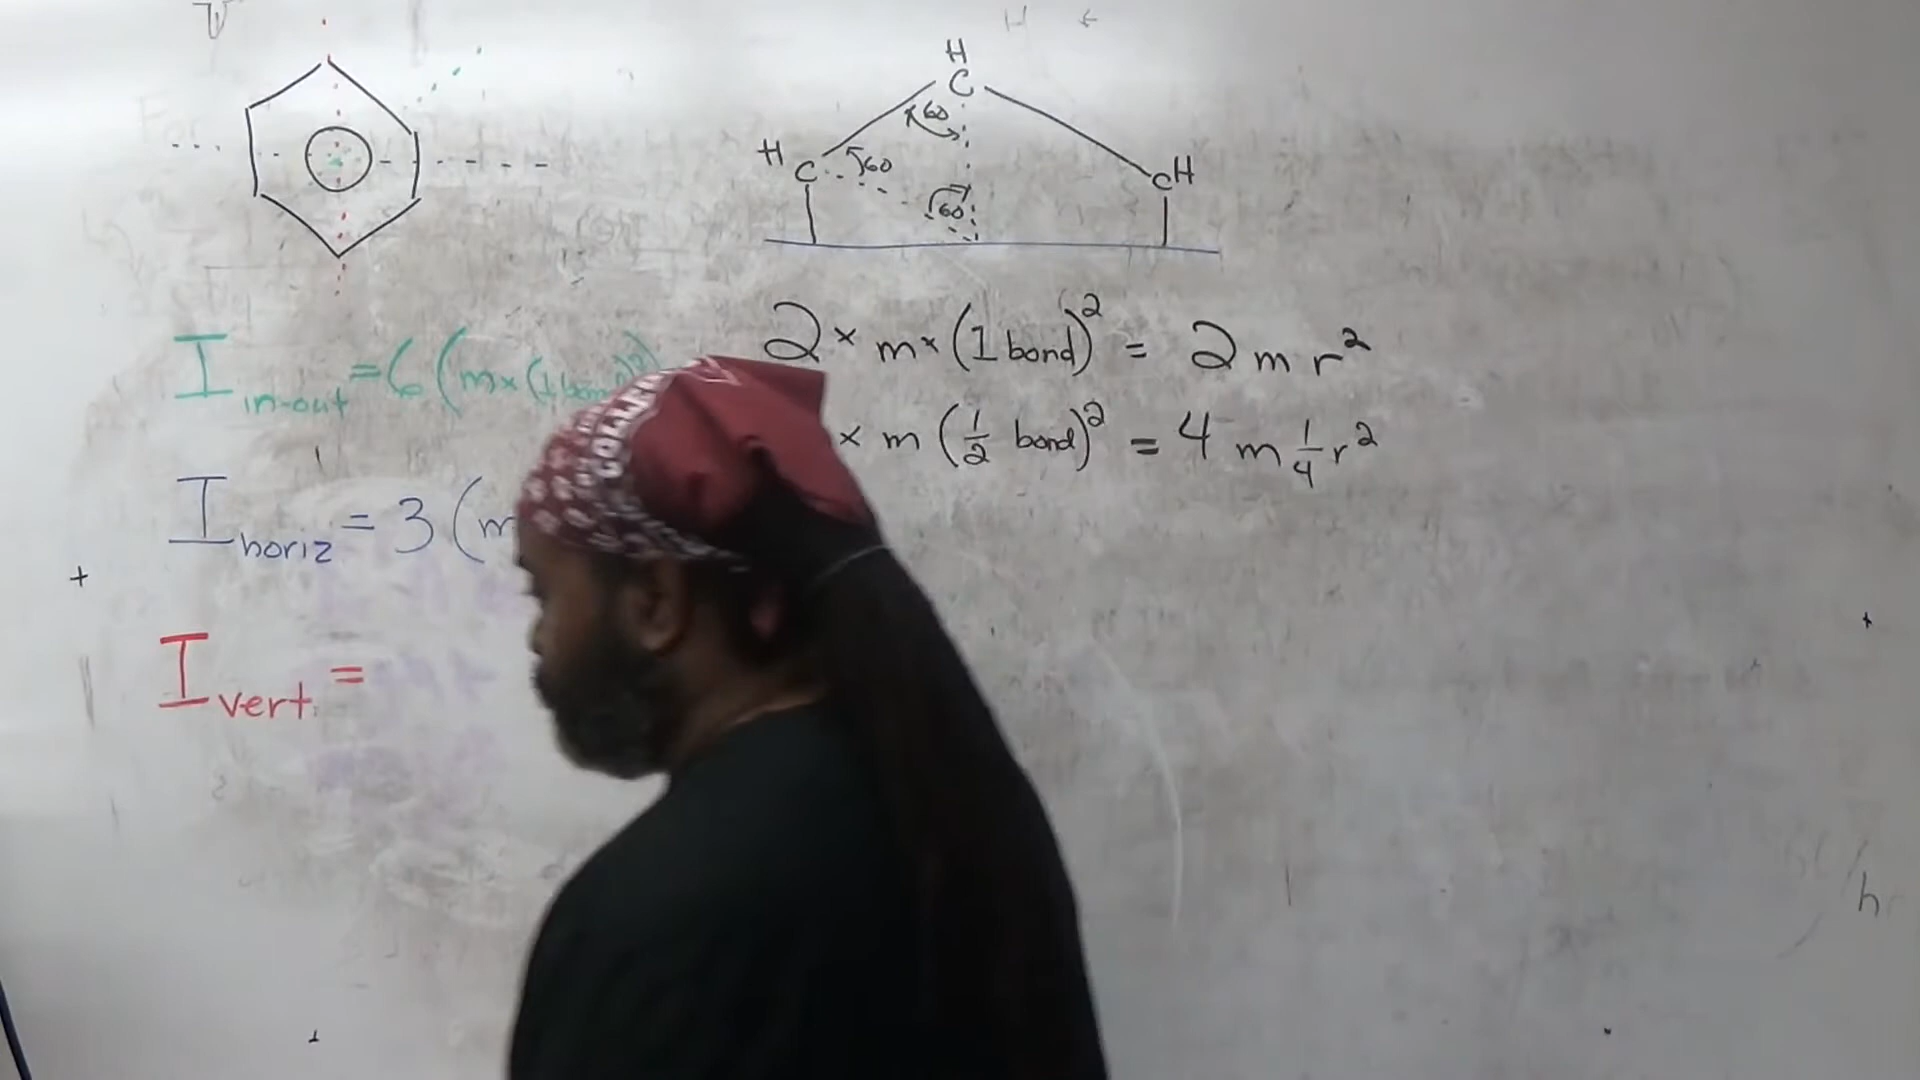 H
C
60
H
C
60
60
CH
I in-out = 6 (m × (1 bond)²
2 × m × (1 bond)² = 2 m r²
× m (1/2 bond)² = 4 m 1/4 r²
I horiz = 3 (m
I vert =
h